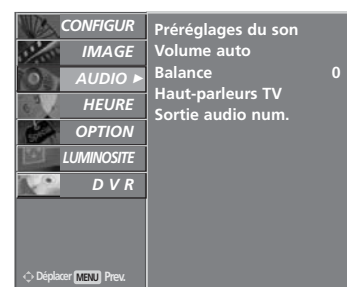 CONFIGUR
IMAGE
AUDIO ►
HEURE
OPTION
LUMINOSITE
D V R
Préréglages du son
Volume auto
Balance 0
Haut-parleurs TV
Sortie audio num.
Déplacer MENU Prev.